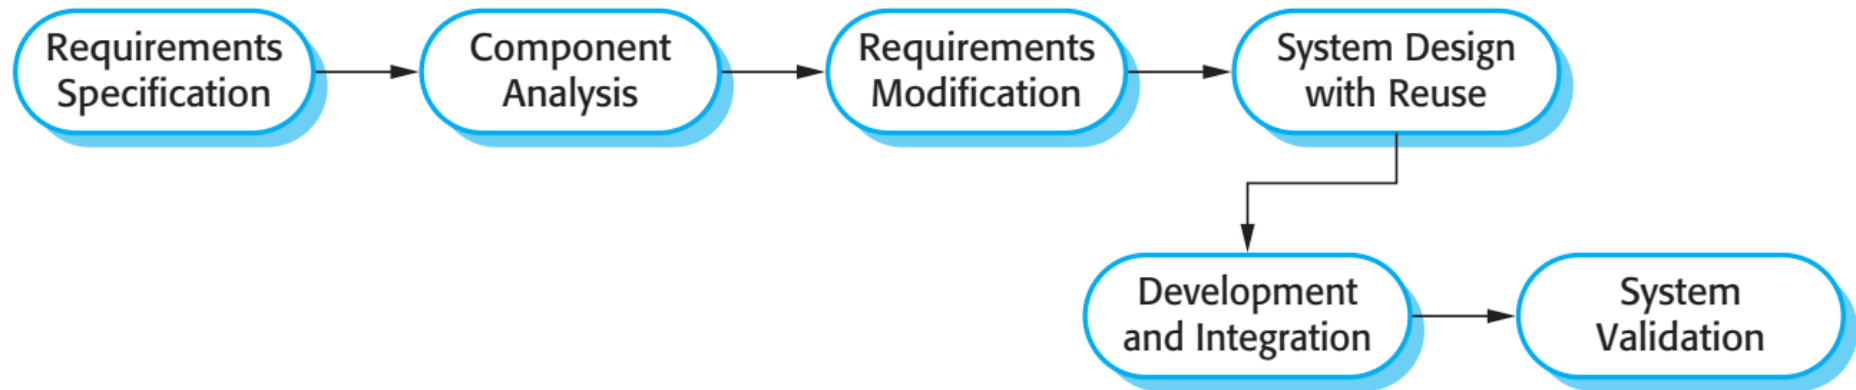 Requirements
Specification
Component
Analysis
Requirements
Modification
System Design
with Reuse
Development
and Integration
System
Validation